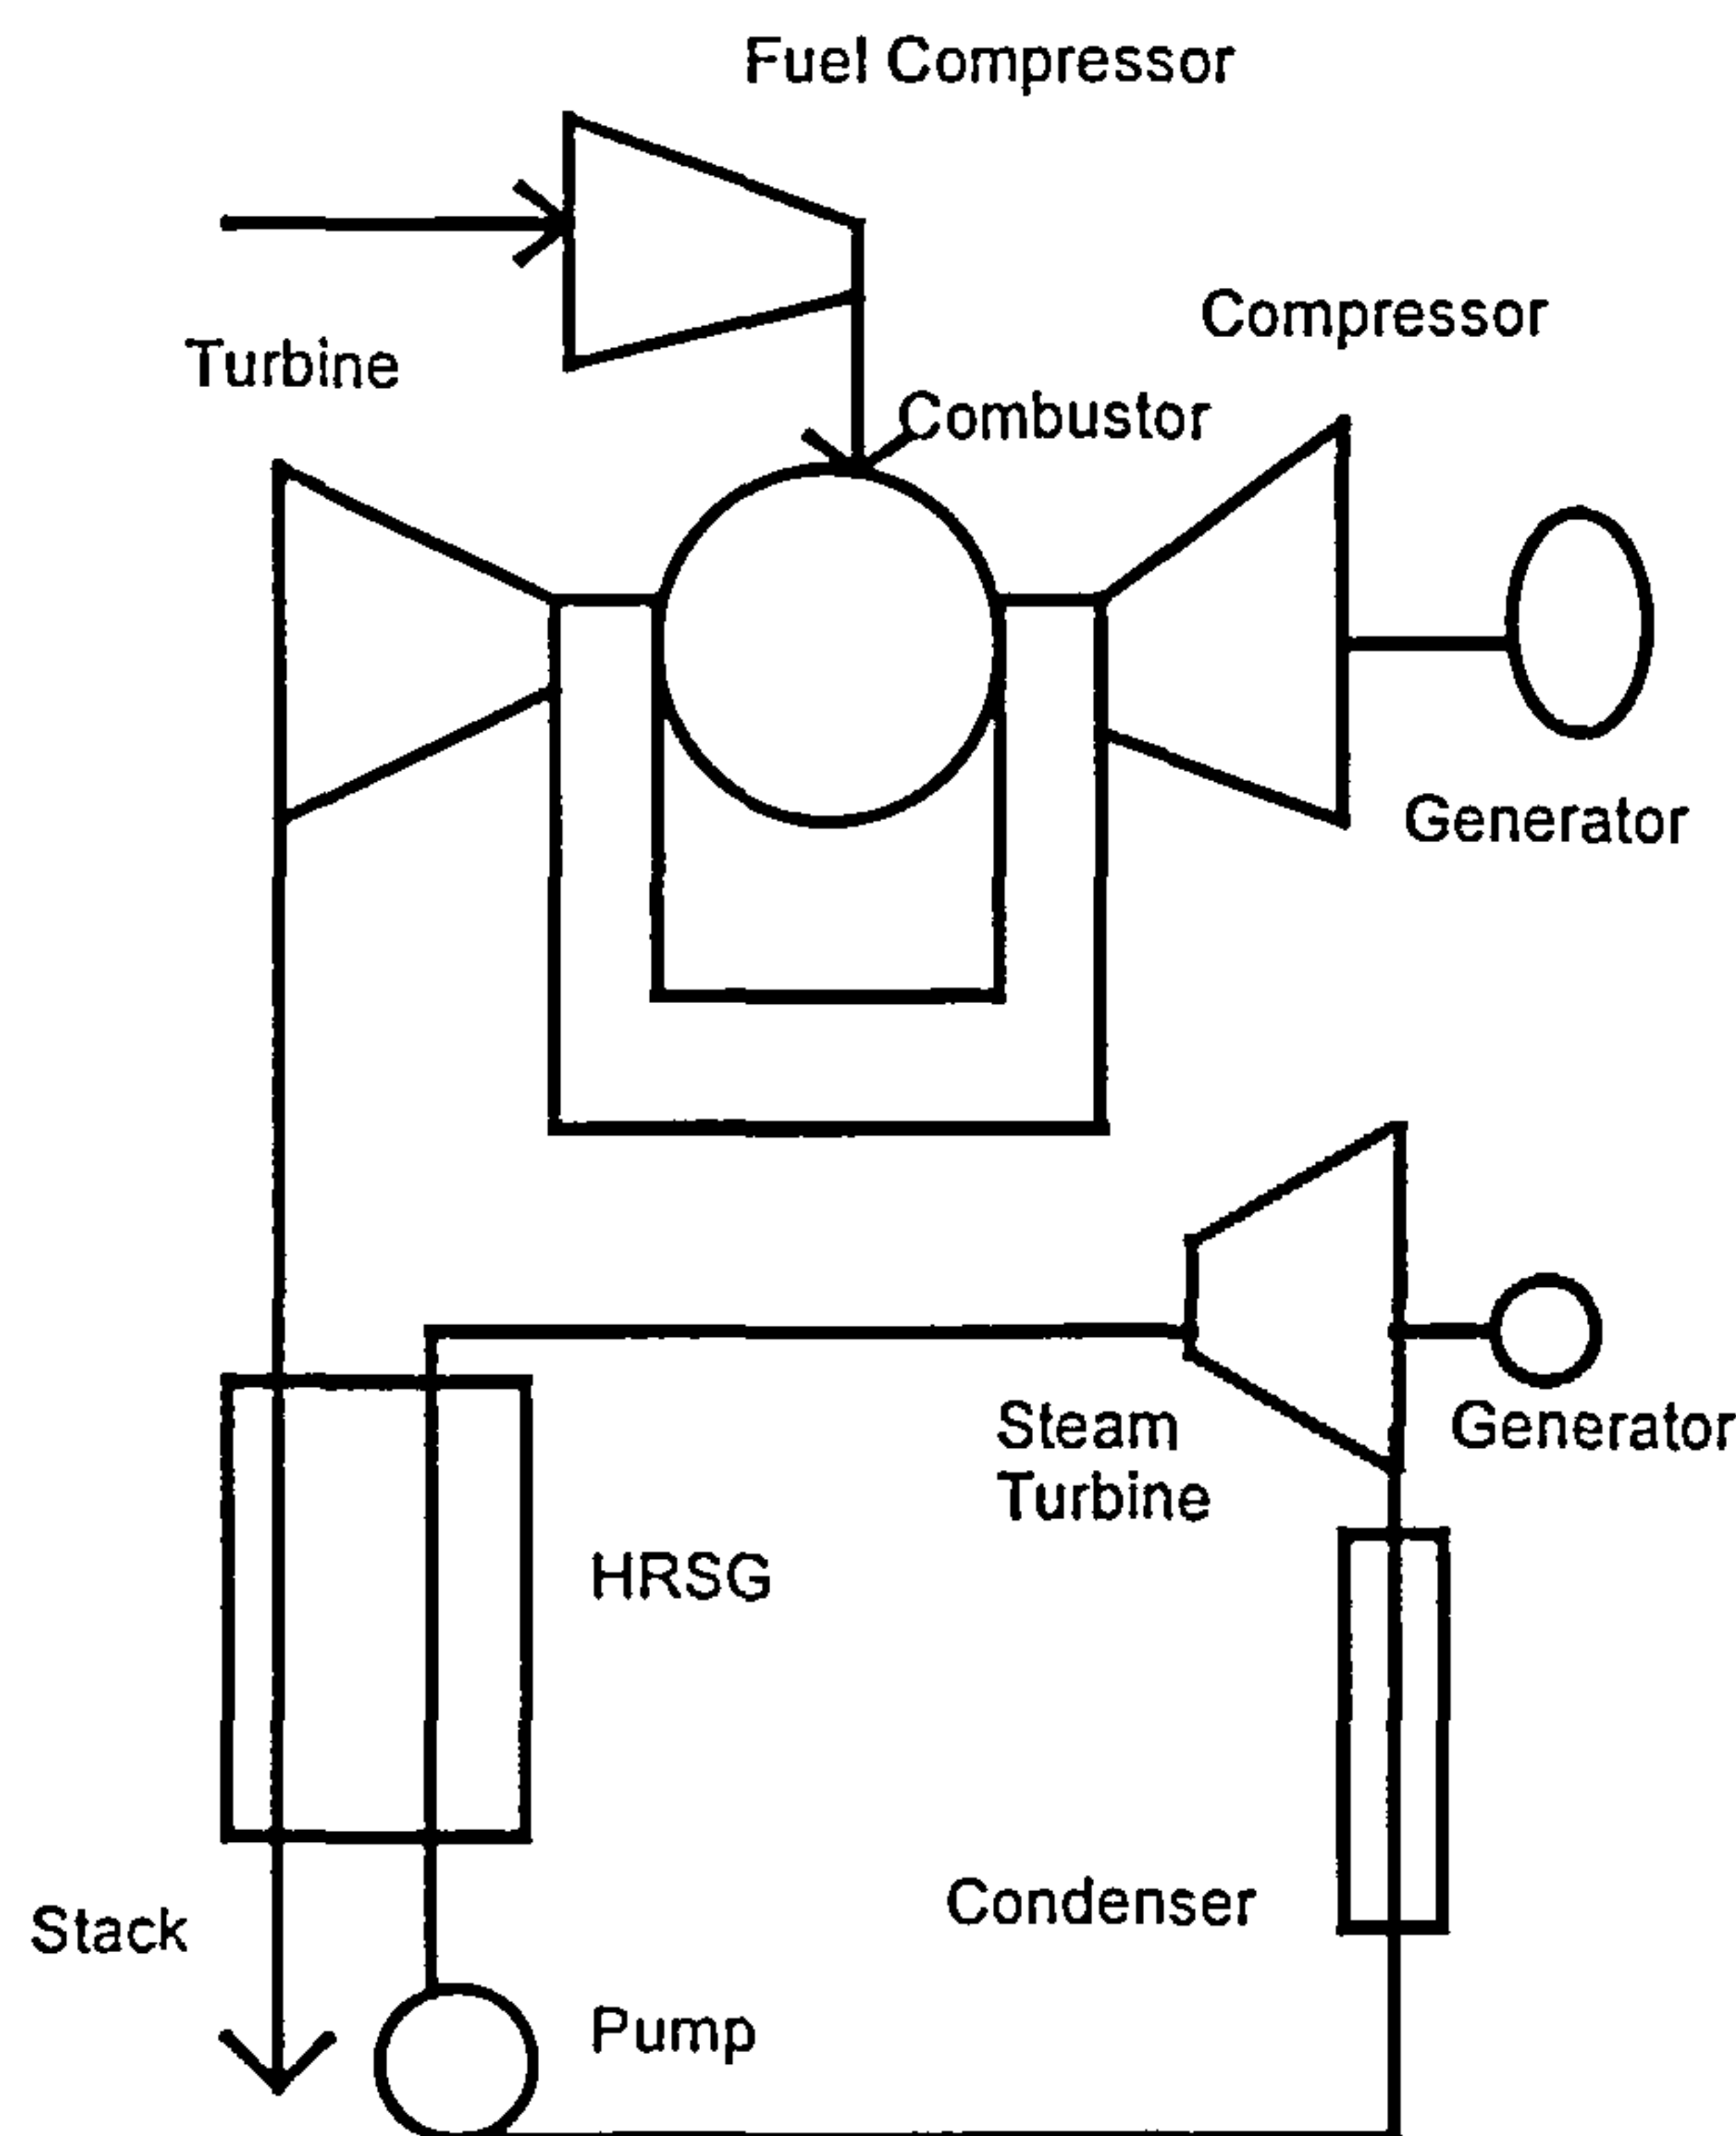 Fuel Compressor
Compressor
Turbine
Combustor
Generator
Steam
Turbine
Generator
HRSG
Condenser
Stack
Pump